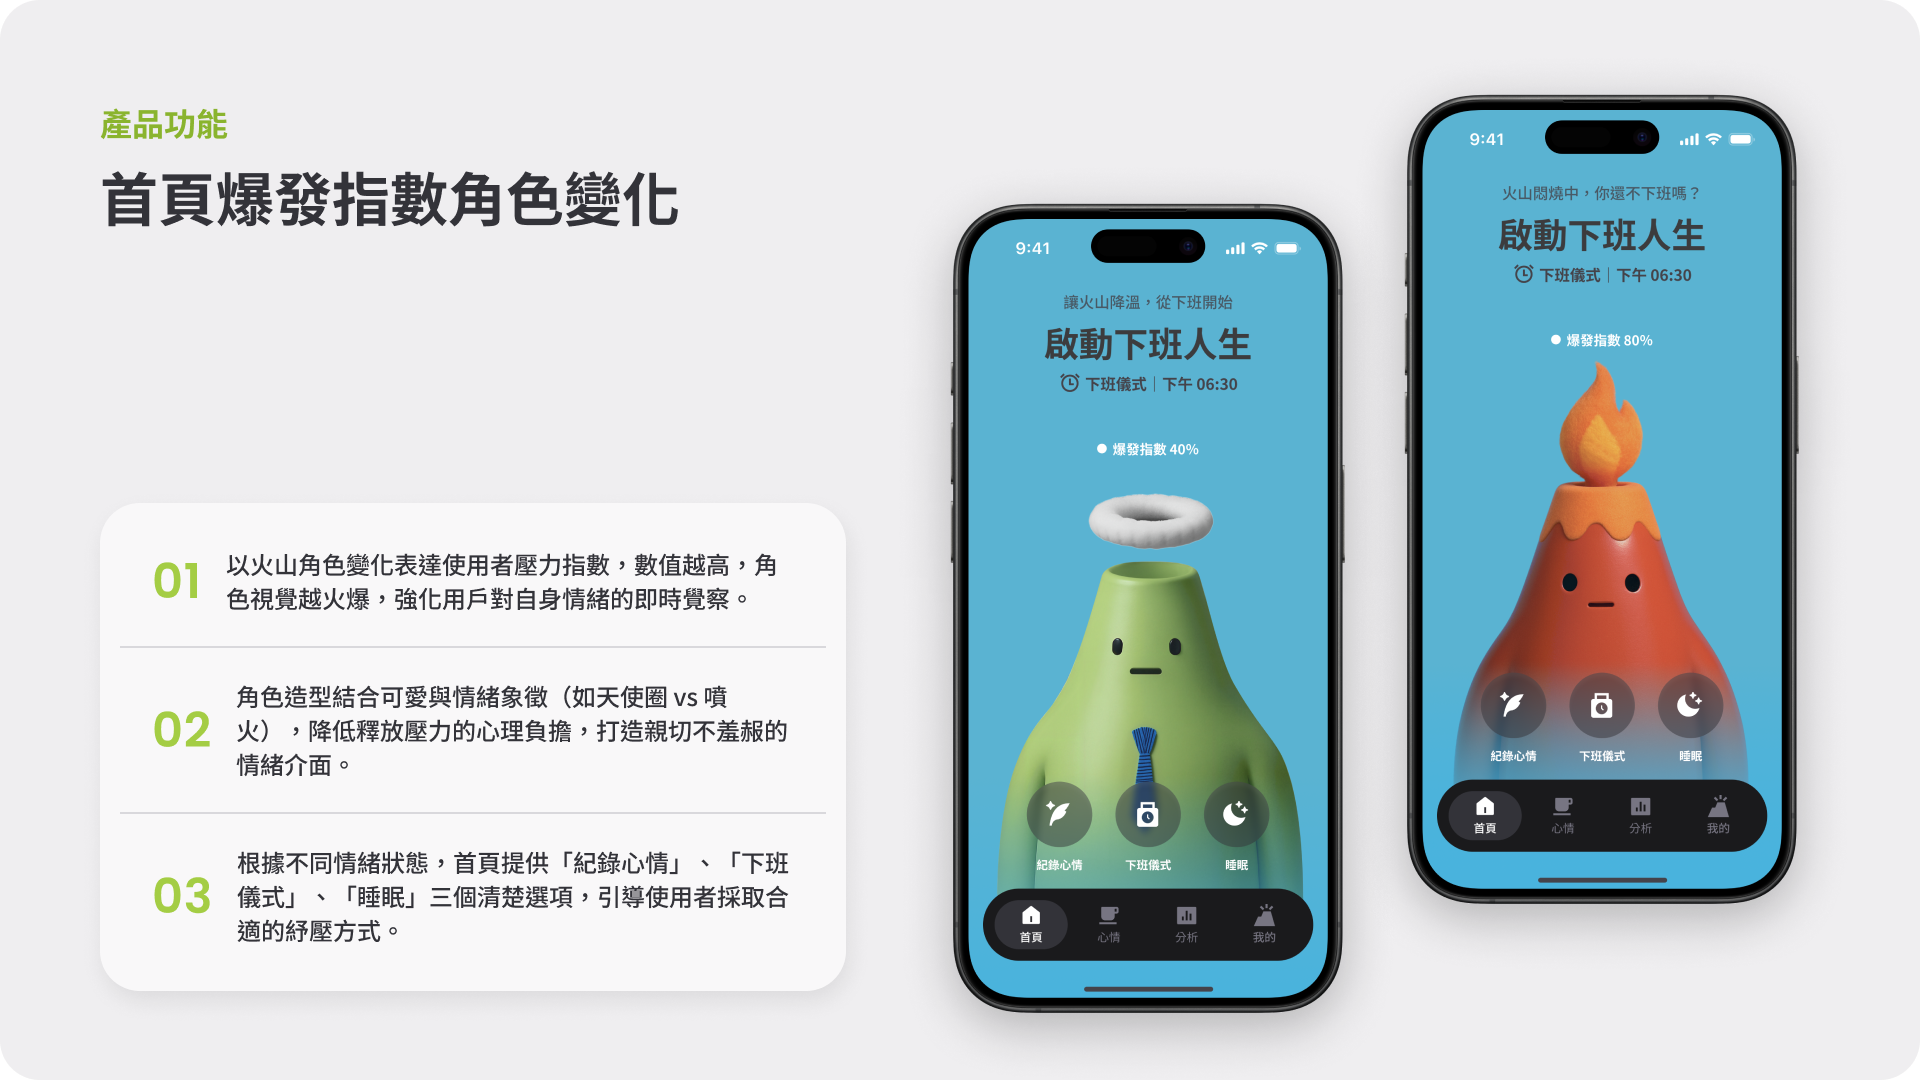 產品功能
首頁爆發指數角色變化
01
以火山角色變化表達使用者壓力指數，數值越高，角
色視覺越火爆，強化用戶對自身情緒的即時覺察。
02
角色造型結合可愛與情緒象徵（如天使圈 vs 噴
火），降低釋放壓力的心理負擔，打造親切不羞赧的
情緒介面。
03
根據不同情緒狀態，首頁提供「紀錄心情」、「下班
儀式」、「睡眠」三個清楚選項，引導使用者採取合
適的紓壓方式。
9:41
讓火山降溫，從下班開始
啟動下班人生
下班儀式｜下午 06:30
爆發指數 40%
紀錄心情
下班儀式
睡眠
首頁
心情
分析
我的
9:41
火山悶燒中，你還不下班嗎？
啟動下班人生
下班儀式｜下午 06:30
爆發指數 80%
紀錄心情
下班儀式
睡眠
首頁
心情
分析
我的